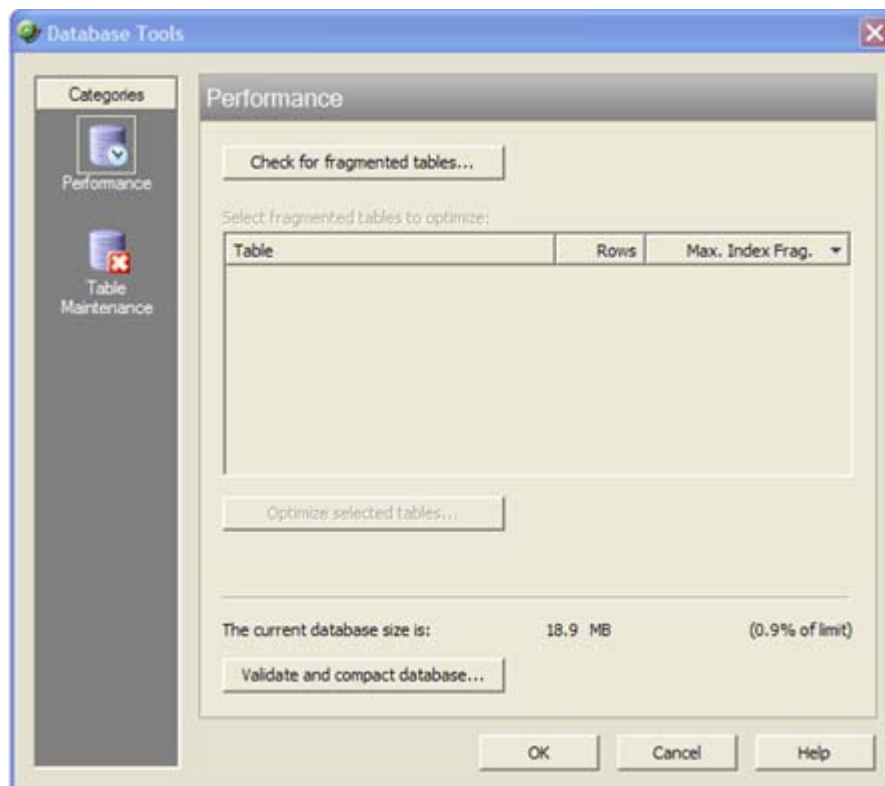 Database Tools
Categories
Performance
Table
Maintenance
Performance
Check for fragmented tables...
Select fragmented tables to optimize:
Table Rows Max. Index Frag.
Optimize selected tables...
The current database size is: 18.9 MB (0.9% of limit)
Validate and compact database...
OK Cancel Help